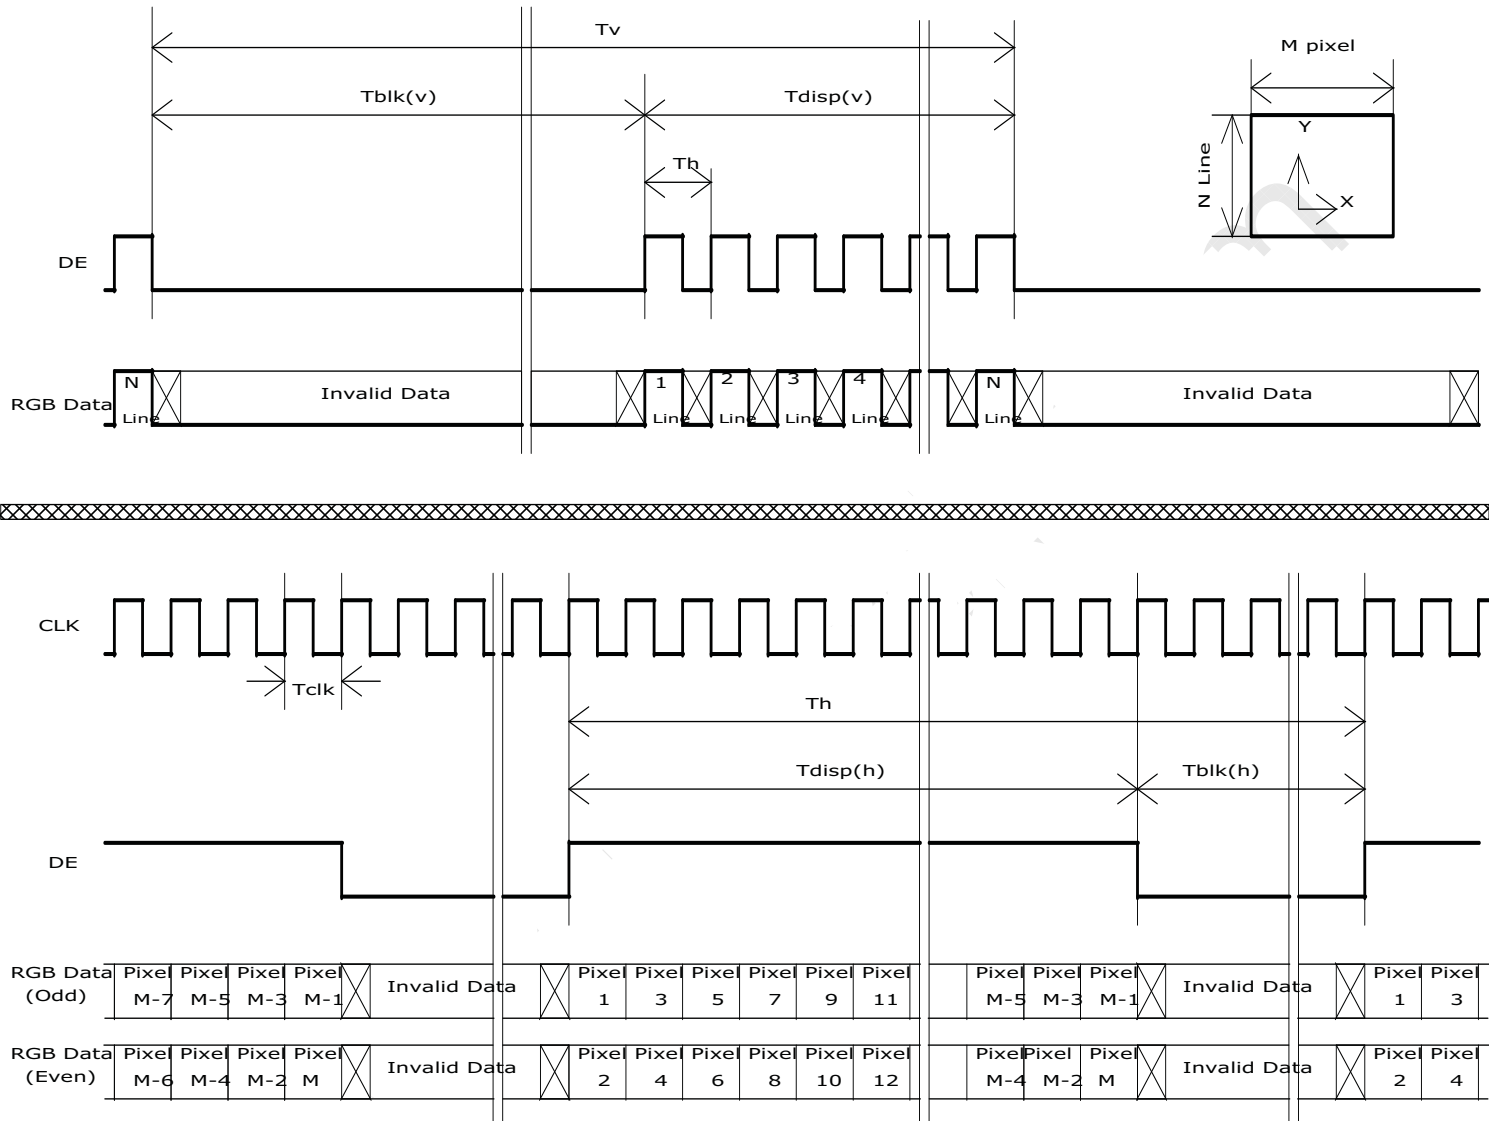 Tv
M pixel
Tblk(v) Tdisp(v)
Y
Th
N Line
X
DE
N Invalid Data 1 2 3 4 N Invalid Data
RGB Data Line Line Line Line Line Line
CLK
Tclk
Th
Tdisp(h) Tblk(h)
DE
RGB Data Pixel Pixel Pixel Pixel Invalid Data Pixel Pixel Pixel Pixel Pixel Pixel Pixel Pixel Pixel Invalid Data Pixel Pixel
(Odd) M-7 M-5 M-3 M-1 1 3 5 7 9 11 M-5 M-3 M-1 1 3
RGB Data Pixel Pixel Pixel Pixel Invalid Data Pixel Pixel Pixel Pixel Pixel Pixel Pixel Pixel Pixel Invalid Data Pixel Pixel
(Even) M-6 M-4 M-2 M 2 4 6 8 10 12 M-4 M-2 M 2 4